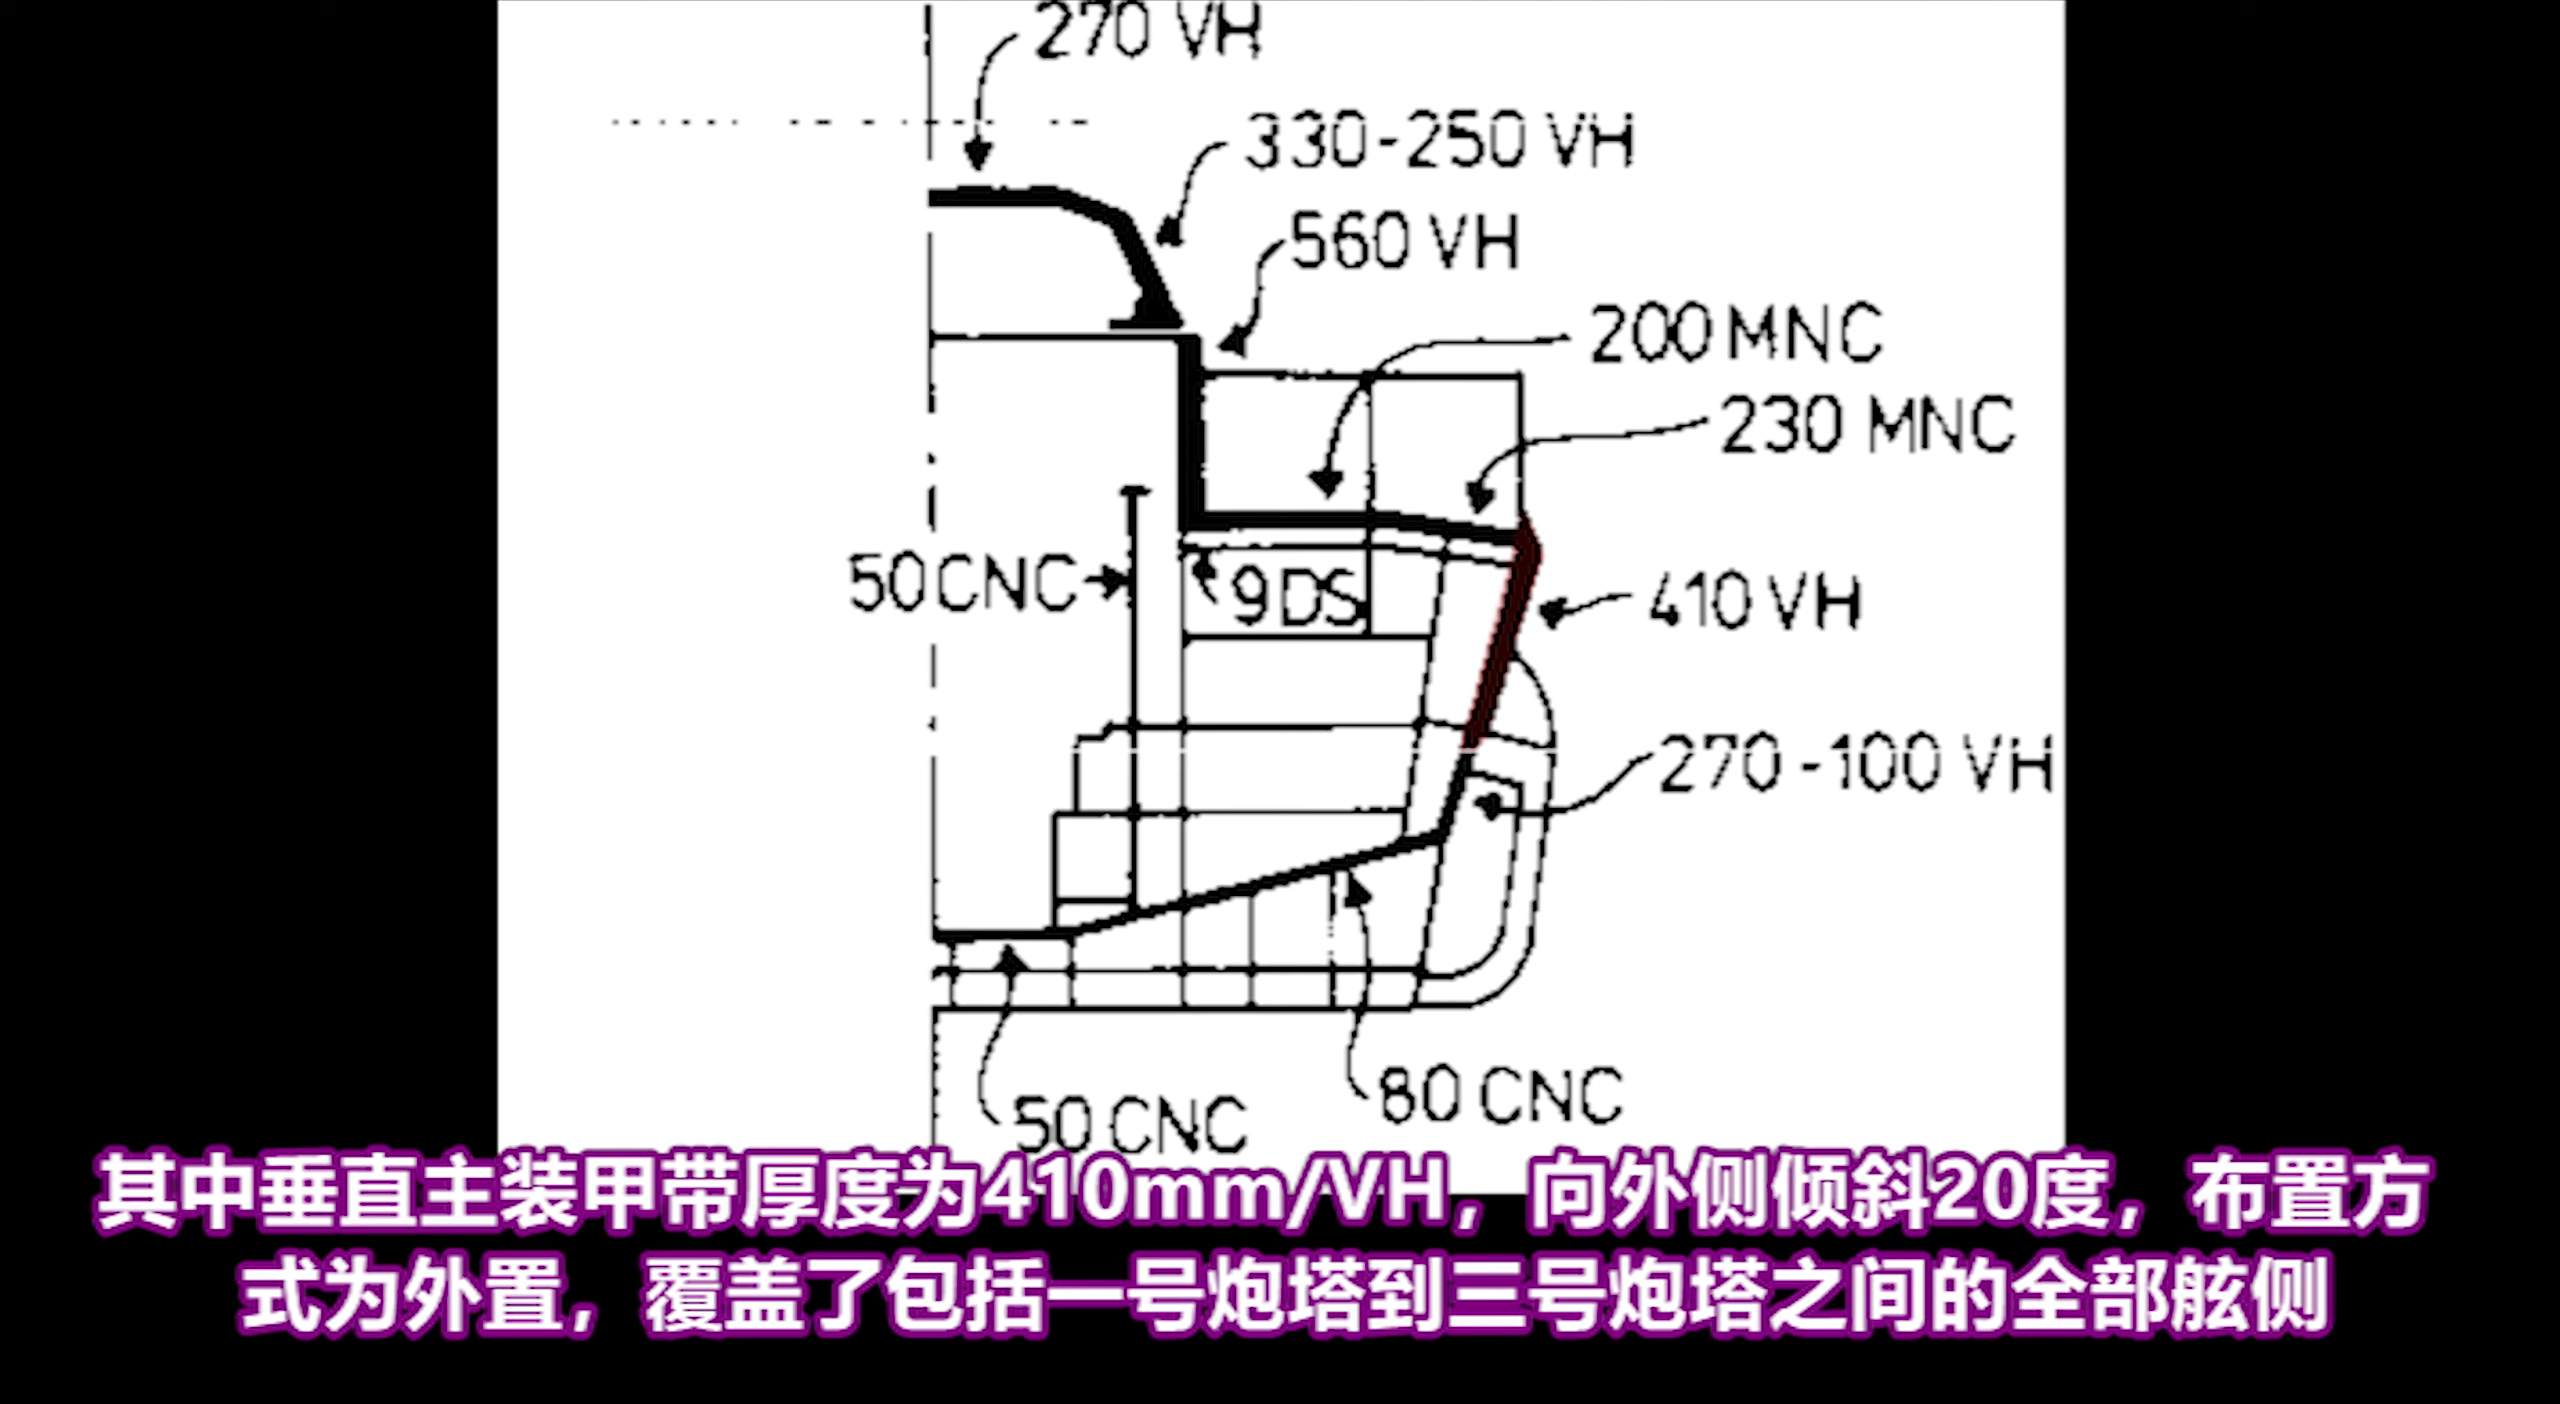 270 VH
330-250 VH
560 VH
200 MNC
230 MNC
50 CNC
9 DS
410 VH
270-100 VH
80 CNC
50 CNC
其中垂直主装甲带厚度为410mm/VH，向外侧倾斜20度，布置方
式为外置，覆盖了包括一号炮塔到三号炮塔之间的全部舷侧